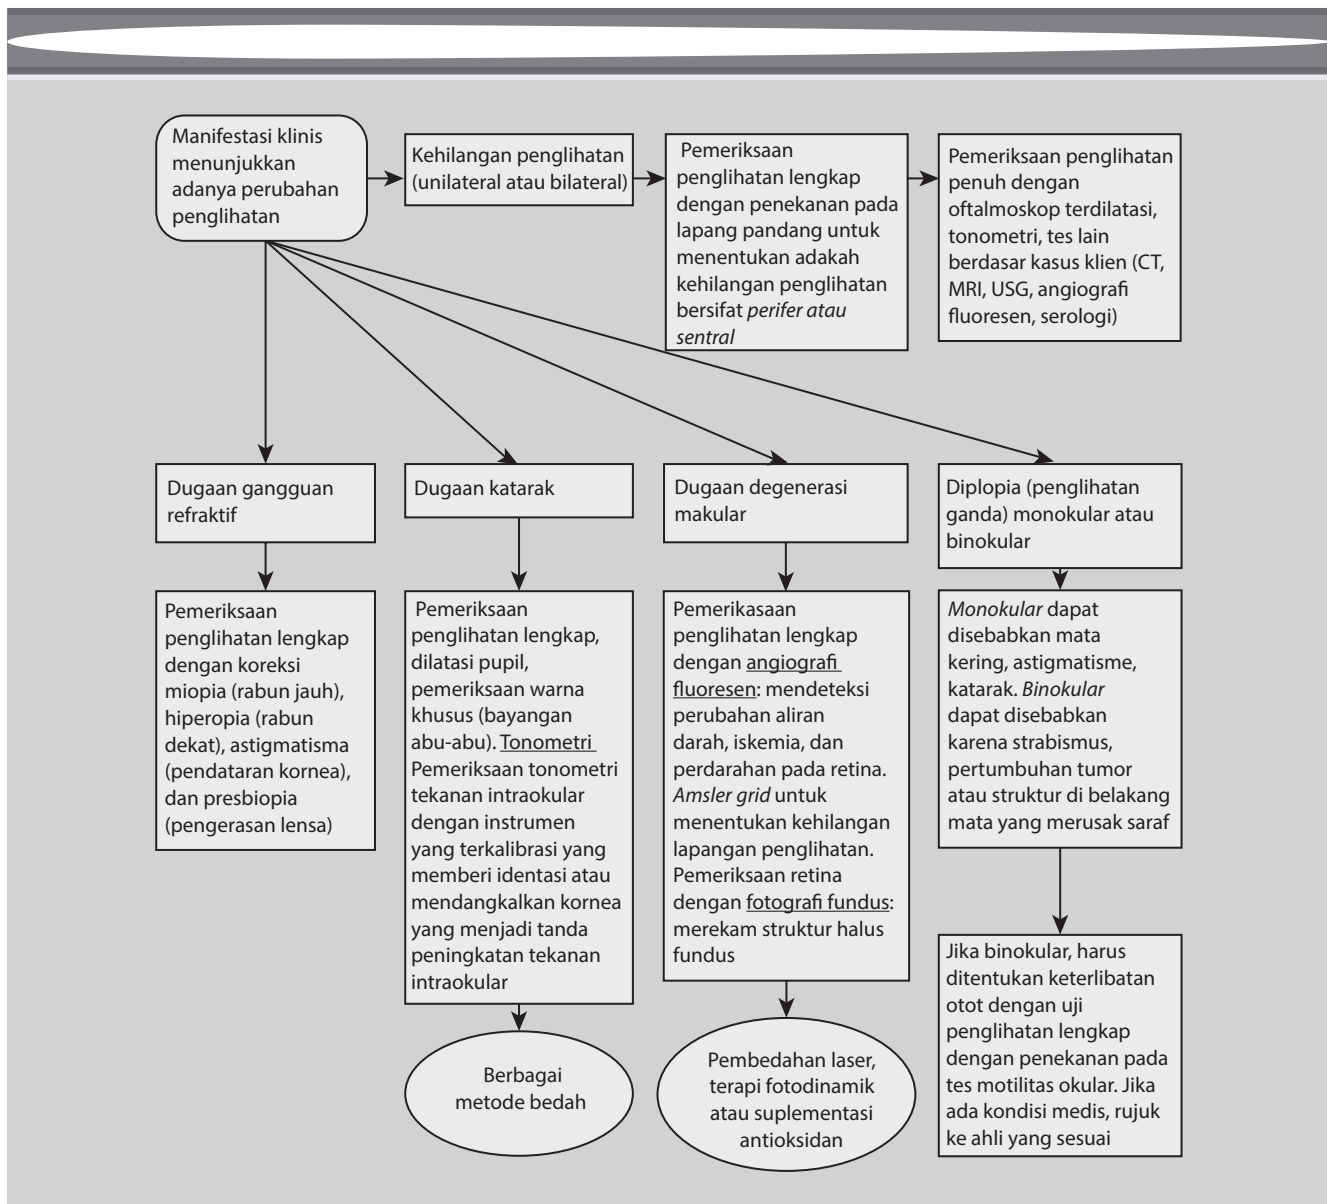 Manifestasi klinis
menunjukkan
adanya perubahan
penglihatan
Kehilangan penglihatan
(unilateral atau bilateral)
Pemeriksaan
penglihatan lengkap
dengan penekanan pada
lapang pandang untuk
menentukan adakah
kehilangan penglihatan
bersifat perifer atau
sentral
Pemeriksaan penglihatan
penuh dengan
oftalmoskop terdilatasi,
tonometri, tes lain
berdasar kasus klien (CT,
MRI, USG, angiografi
fluoresen, serologi)
Dugaan gangguan
refraktif
Dugaan katarak
Dugaan degenerasi
makular
Diplopia (penglihatan
ganda) monokular atau
binokular
Pemeriksaan
penglihatan lengkap
dengan koreksi
miopia (rabun jauh),
hiperopia (rabun
dekat), astigmatisma
(pendataran kornea),
dan presbiopia
(pengerasan lensa)
Pemeriksaan
penglihatan lengkap,
dilatasi pupil,
pemeriksaan warna
khusus (bayangan
abu-abu). Tonometri
Pemeriksaan tonometri
tekanan intraokular
dengan instrumen
yang terkalibrasi yang
memberi identasi atau
mendangkalkan kornea
yang menjadi tanda
peningkatan tekanan
intraokular
Pemerikasaan
penglihatan lengkap
dengan angiografi
fluoresen: mendeteksi
perubahan aliran
darah, iskemia, dan
perdarahan pada retina.
Amsler grid untuk
menentukan kehilangan
lapangan penglihatan.
Pemeriksaan retina
dengan fotografi fundus:
merekam struktur halus
fundus
Monokular dapat
disebabkan mata
kering, astigmatisme,
katarak. Binokular
dapat disebabkan
karena strabismus,
pertumbuhan tumor
atau struktur di belakang
mata yang merusak saraf
Berbagai
metode bedah
Pembedahan laser,
terapi fotodinamik
atau suplementasi
antioksidan
Jika binokular, harus
ditentukan keterlibatan
otot dengan uji
penglihatan lengkap
dengan penekanan pada
tes motilitas okular. Jika
ada kondisi medis, rujuk
ke ahli yang sesuai